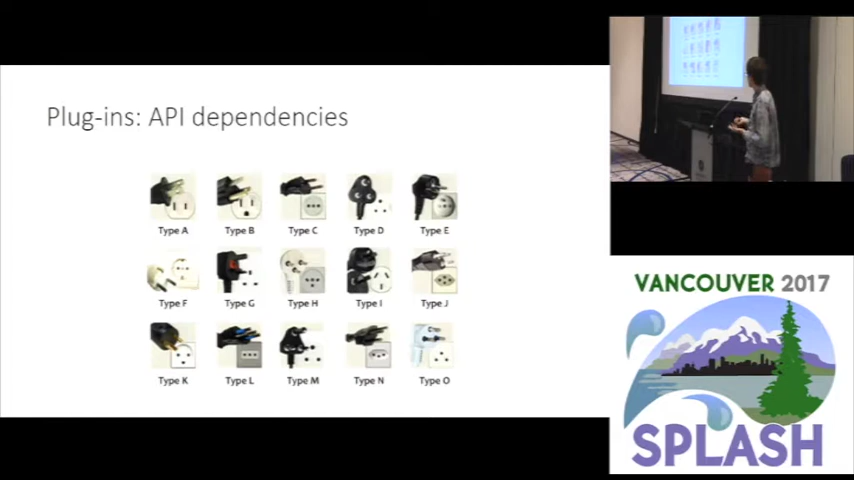 Plug-ins: API dependencies
Type A Type B Type C Type D Type E
Type F Type G Type H Type I Type J
Type K Type L Type M Type N Type O
VANCOUVER 2017
SPLASH